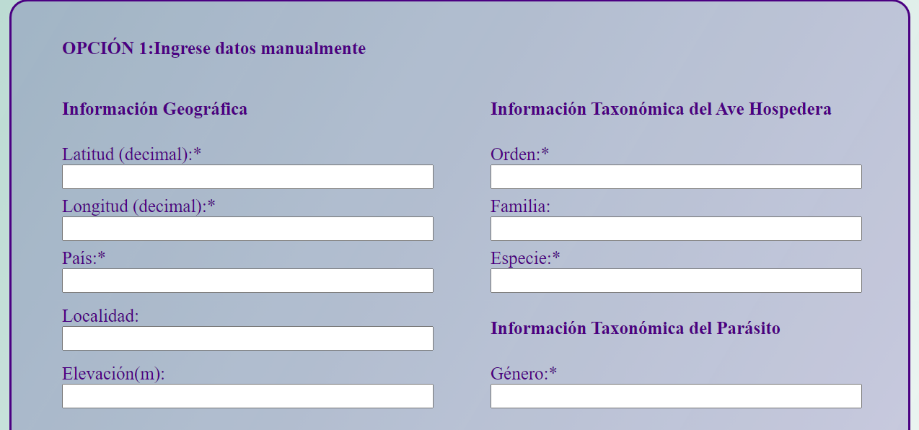 OPCIÓN 1:Ingrese datos manualmente
Información Geográfica
Latitud (decimal):*
Longitud (decimal):*
País:*
Localidad:
Elevación(m):
Información Taxonómica del Ave Hospedera
Orden:*
Familia:
Especie:*
Información Taxonómica del Parásito
Género:*